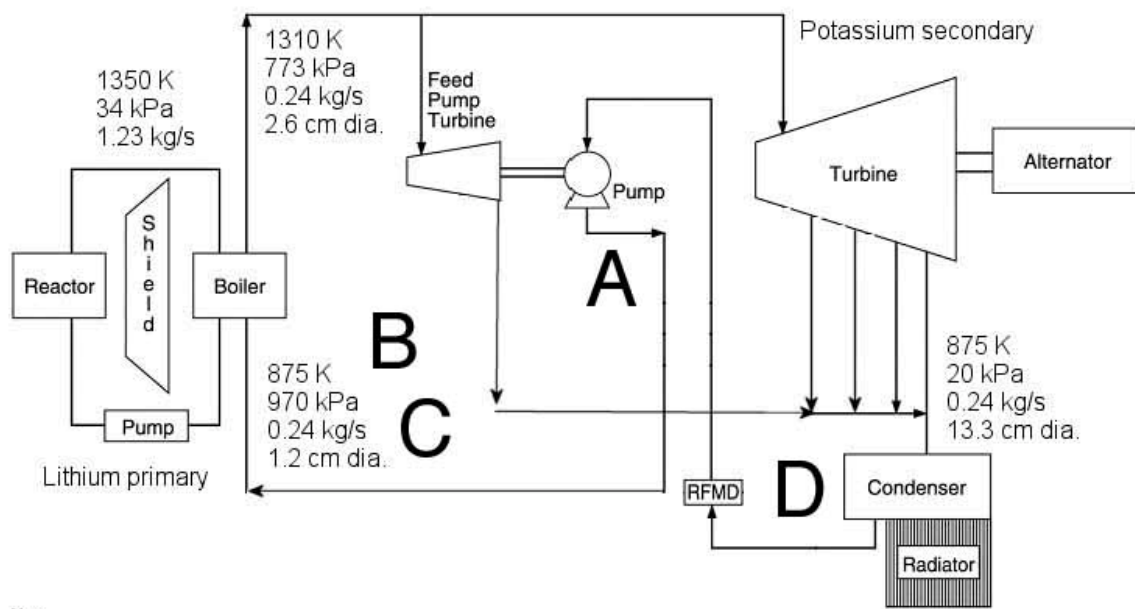 Potassium secondary
1310 K
773 kPa
0.24 kg/s
2.6 cm dia.
1350 K
34 kPa
1.23 kg/s
Feed
Pump
Turbine
Pump
Turbine
Alternator
Reactor
Shield
Boiler
A
B
C
875 K
970 kPa
0.24 kg/s
1.2 cm dia.
875 K
20 kPa
0.24 kg/s
13.3 cm dia.
Pump
Lithium primary
RFMD
D
Condenser
Radiator